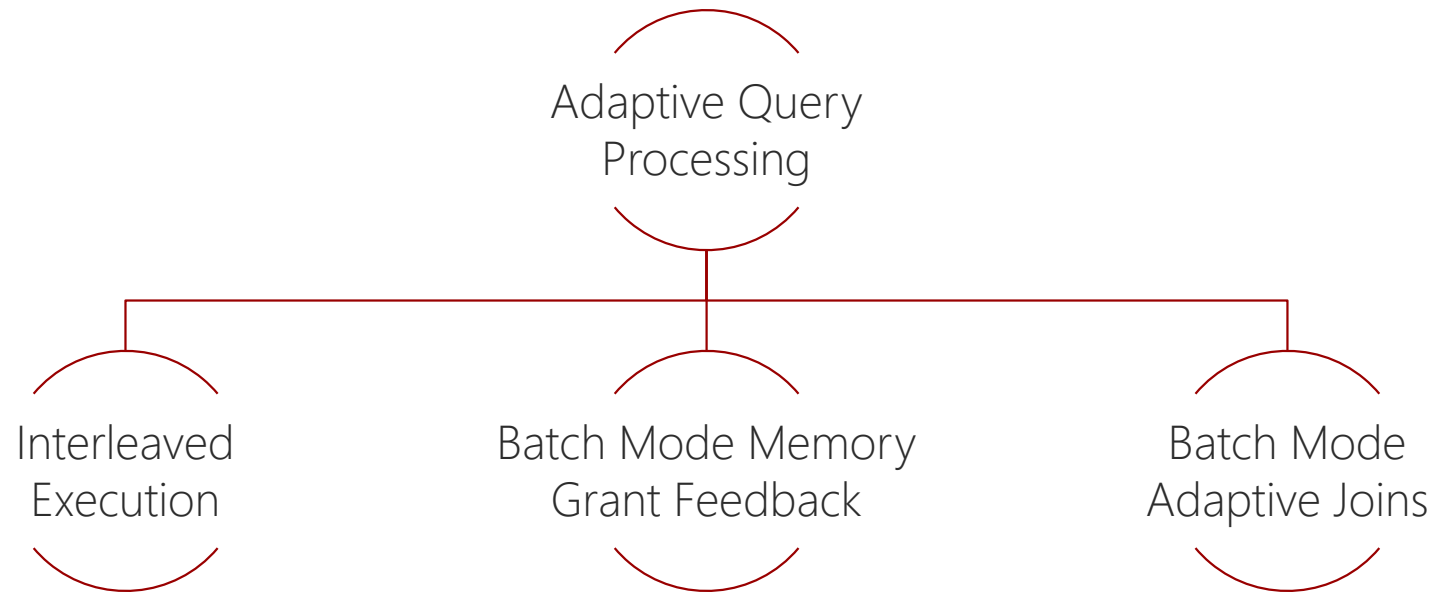 Adaptive Query
Processing
Interleaved
Execution
Batch Mode Memory
Grant Feedback
Batch Mode
Adaptive Joins